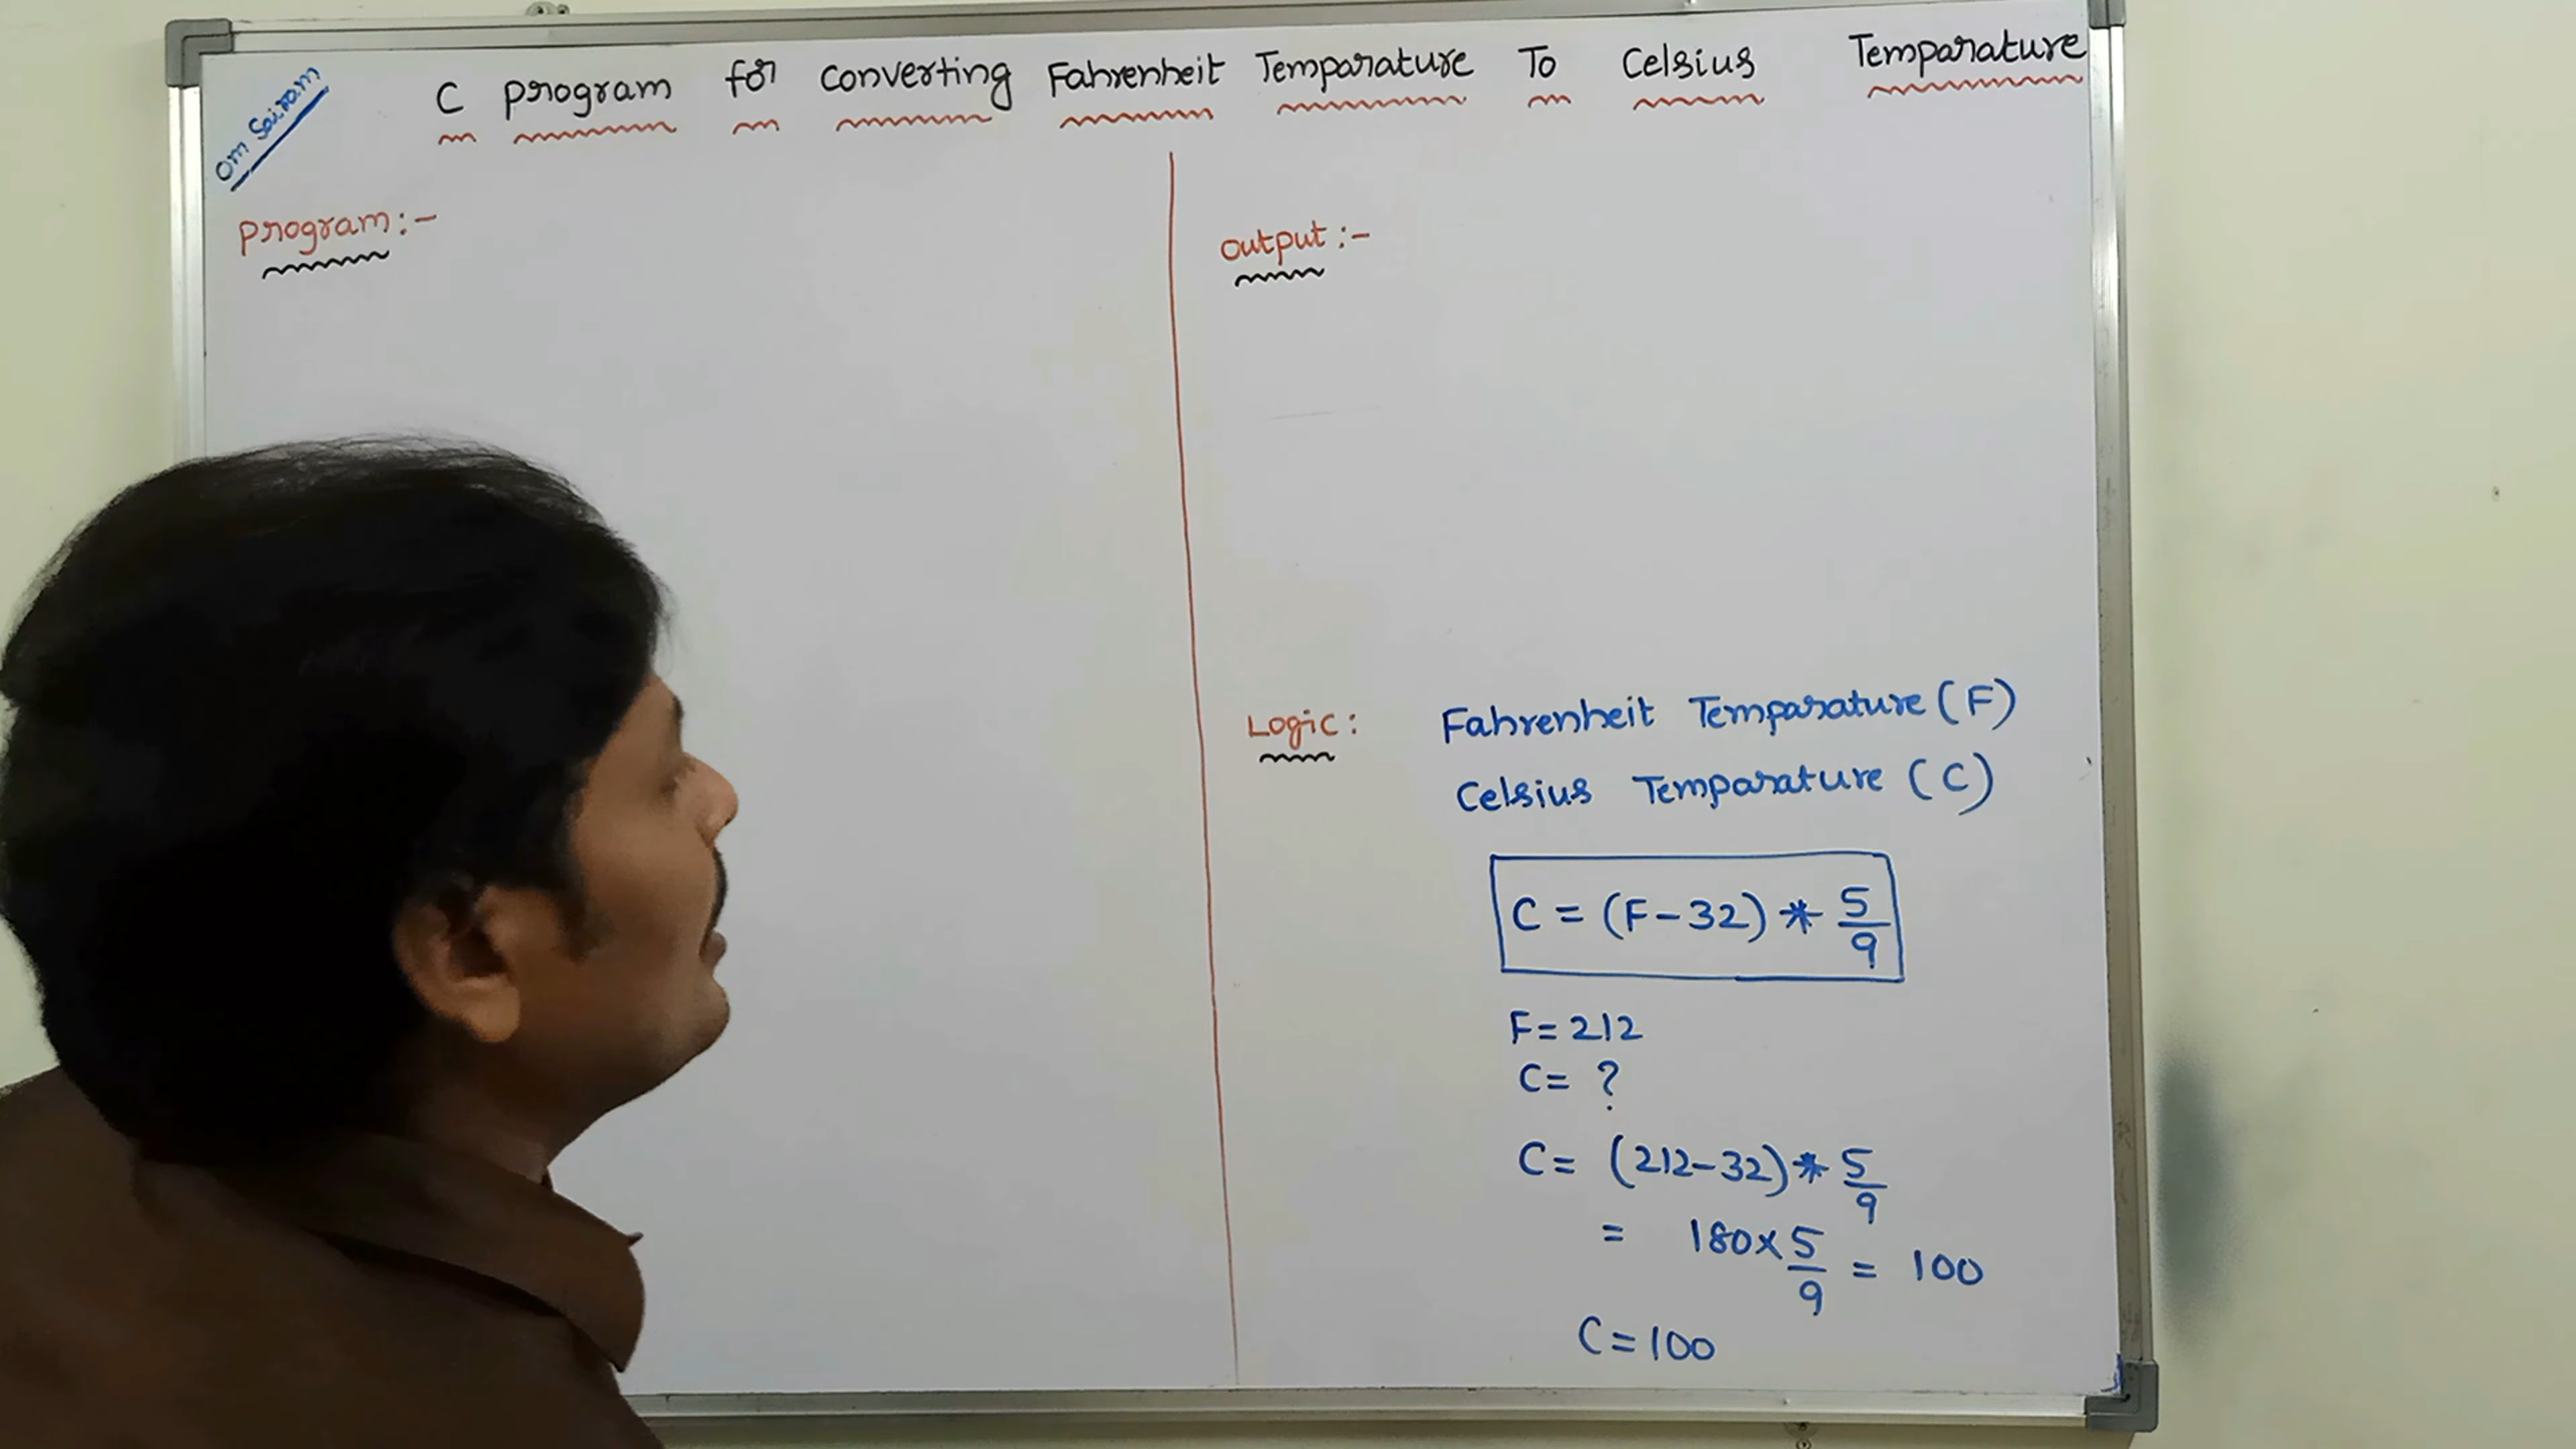 Om Sairam
C program for converting Fahrenheit Temparature To Celsius Temparature
Program:-
output:-
Logic: Fahrenheit Temparature (F)
Celsius Temparature (C)
C = (F-32) * 5/9
F = 212
C = ?
C = (212-32) * 5/9
= 180 × 5/9 = 100
C = 100